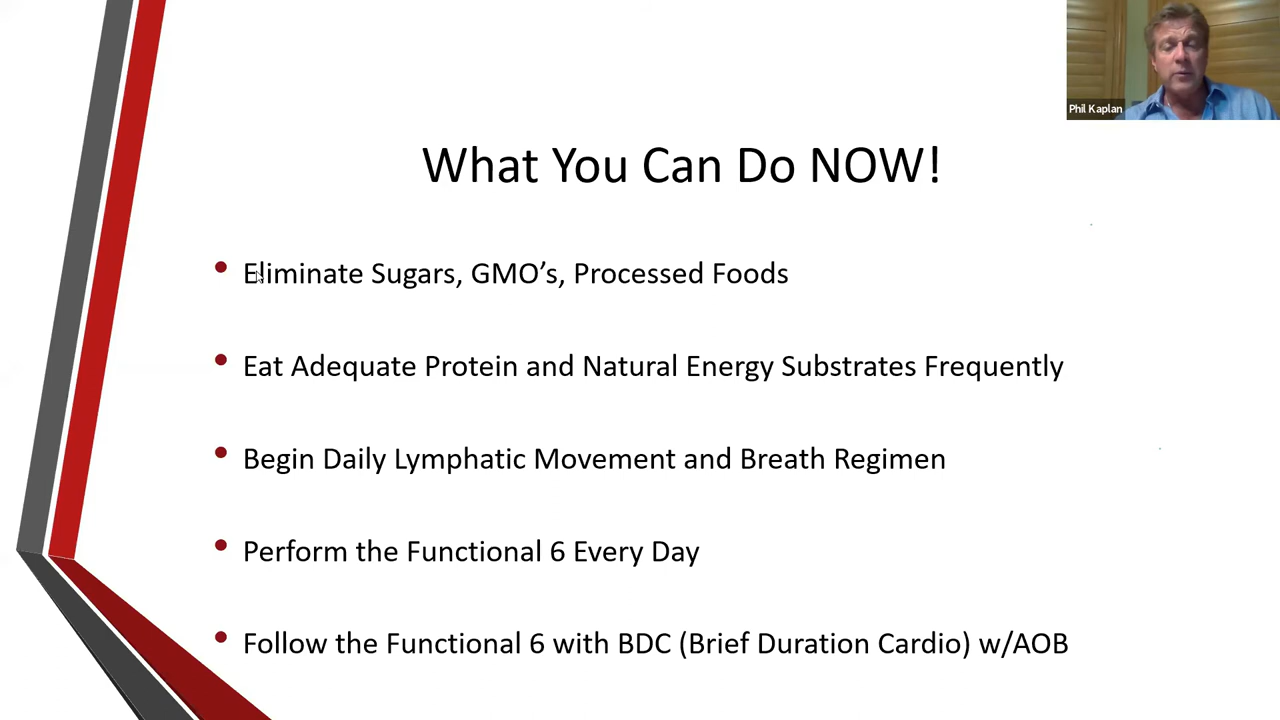 Phil Kaplan
What You Can Do NOW!
• Eliminate Sugars, GMO’s, Processed Foods
• Eat Adequate Protein and Natural Energy Substrates Frequently
• Begin Daily Lymphatic Movement and Breath Regimen
• Perform the Functional 6 Every Day
• Follow the Functional 6 with BDC (Brief Duration Cardio) w/AOB